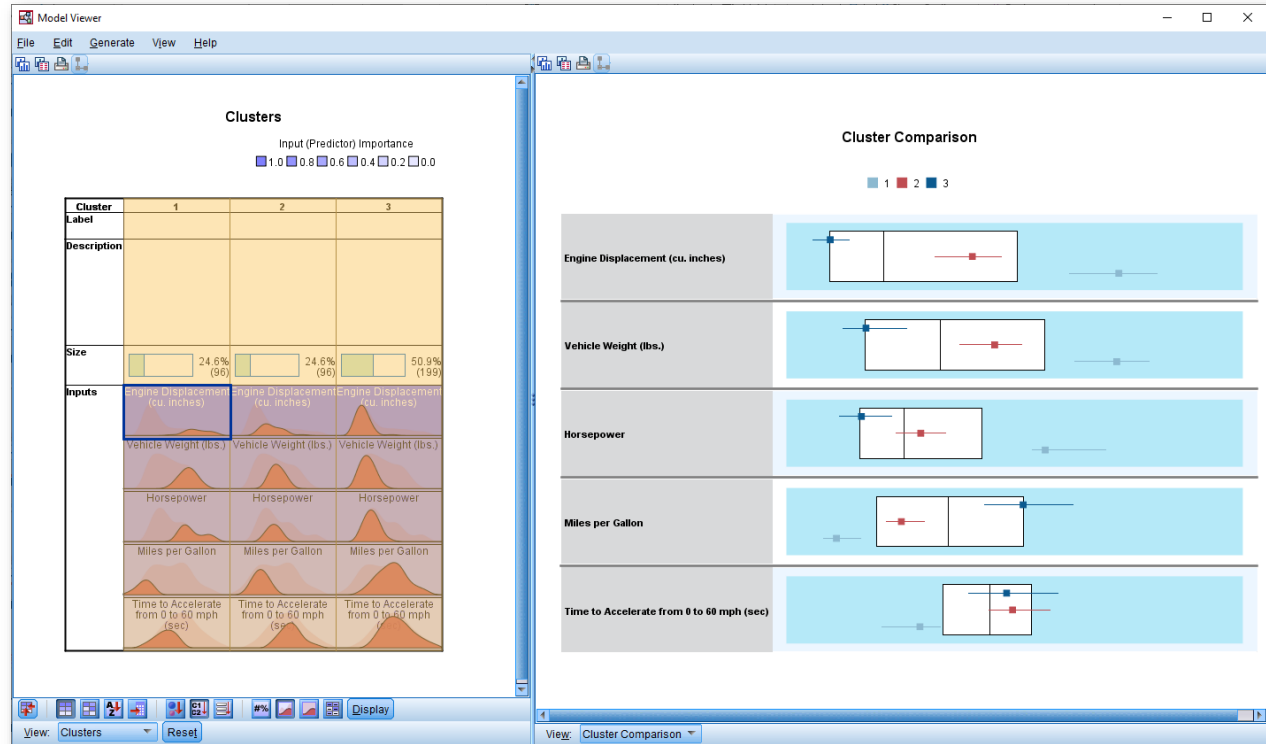 Model Viewer
File Edit Generate View Help
Clusters
Input (Predictor) Importance
1.0 0.8 0.6 0.4 0.2 0.0
Cluster 1 2 3
Label
Description
Size 24.6% 24.6% 50.9%
(96) (96) (199)
Inputs Engine Displacement Engine Displacement Engine Displacement
(cu. inches) (cu. inches) (cu. inches)
Vehicle Weight (lbs.) Vehicle Weight (lbs.) Vehicle Weight (lbs.)
Horsepower Horsepower Horsepower
Miles per Gallon Miles per Gallon Miles per Gallon
Time to Accelerate Time to Accelerate Time to Accelerate
from 0 to 60 mph from 0 to 60 mph from 0 to 60 mph
(sec) (sec) (sec)
A Z C1 C2 #% Display
View: Clusters Reset
Cluster Comparison
1 2 3
Engine Displacement (cu. inches)
Vehicle Weight (lbs.)
Horsepower
Miles per Gallon
Time to Accelerate from 0 to 60 mph (sec)
View: Cluster Comparison